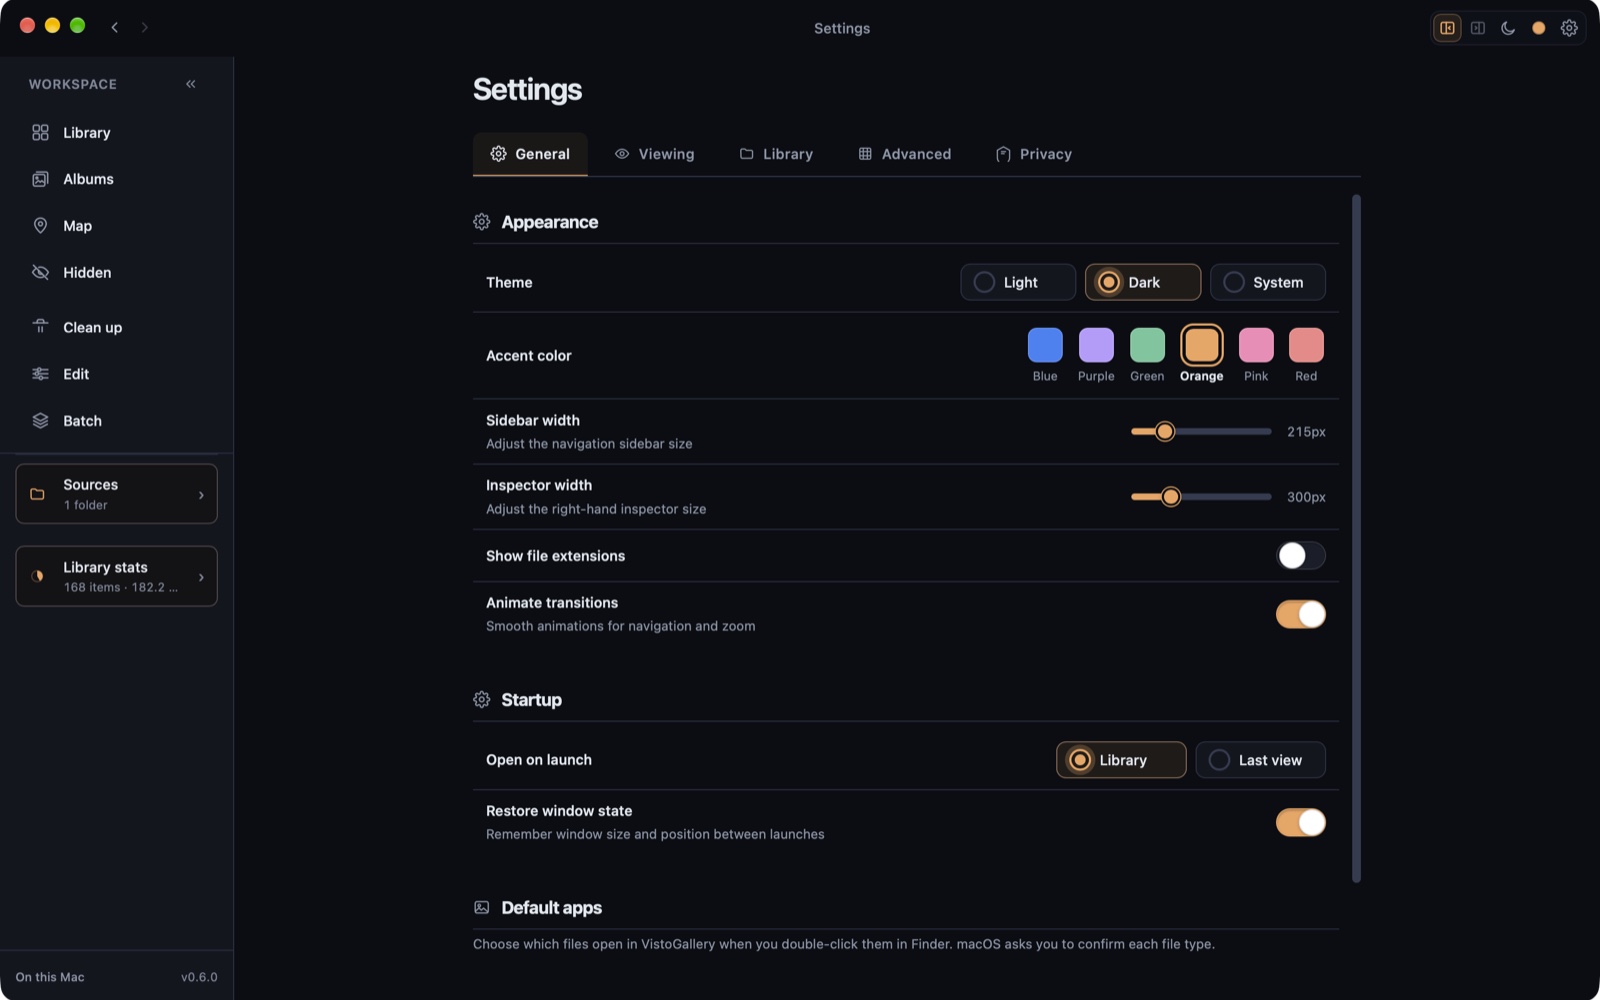 Settings
WORKSPACE
Library
Albums
Map
Hidden
Clean up
Edit
Batch
Sources
1 folder
Library stats
168 items · 182.2 ...
On this Mac
v0.6.0
Settings
General
Viewing
Library
Advanced
Privacy
Appearance
Theme
Light
Dark
System
Accent color
Blue
Purple
Green
Orange
Pink
Red
Sidebar width
Adjust the navigation sidebar size
215px
Inspector width
Adjust the right-hand inspector size
300px
Show file extensions
Animate transitions
Smooth animations for navigation and zoom
Startup
Open on launch
Library
Last view
Restore window state
Remember window size and position between launches
Default apps
Choose which files open in VistoGallery when you double-click them in Finder. macOS asks you to confirm each file type.